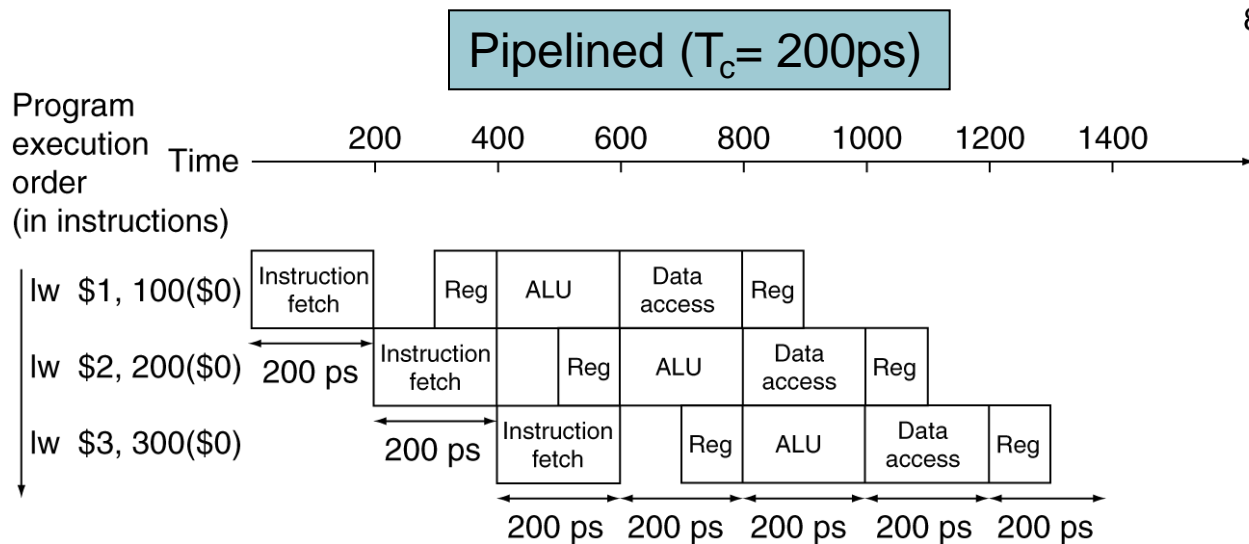 8
Pipelined (Tc= 200ps)
Program
execution
order
(in instructions)
Time
200 400 600 800 1000 1200 1400
lw $1, 100($0)
Instruction
fetch
Reg
ALU
Data
access
Reg
200 ps
lw $2, 200($0)
Instruction
fetch
Reg
ALU
Data
access
Reg
200 ps
lw $3, 300($0)
Instruction
fetch
Reg
ALU
Data
access
Reg
200 ps 200 ps 200 ps 200 ps 200 ps